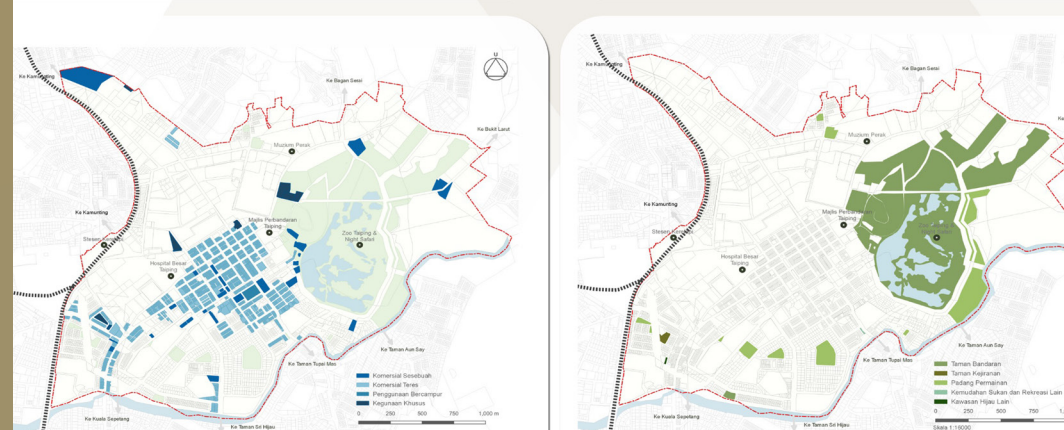 U
Ke Kamunting
Ke Bagan Serai
Ke Bukit Larut
Muzium Perak
Ke Kamunting
Majlis Perbandaran
Taiping
Zoo Taiping &
Night Safari
Hospital Besar
Taiping
Ke Taman Aun Say
Ke Taman Tupai Mas
Komersial Sesebuah
Komersial Teres
Penggunaan Bercampur
Kegunaan Khusus
0 250 500 750 1,000 m
Ke Kuala Sepetang
Ke Taman Sri Hijau
Ke Kamunting
Ke Bagan Serai
Muzium Perak
Ke Kamunting
Majlis Perbandaran
Taiping
Hospital Besar
Taiping
Ke Taman Aun Say
Ke Taman Tupai Mas
Taman Bandaran
Taman Kejiranan
Padang Permainan
Kemudahan Sukan dan Rekreasi Lain
Kawasan Hijau Lain
0 250 500 750
Skala 1:16000
Ke Kuala Sepetang
Ke Taman Sri Hijau